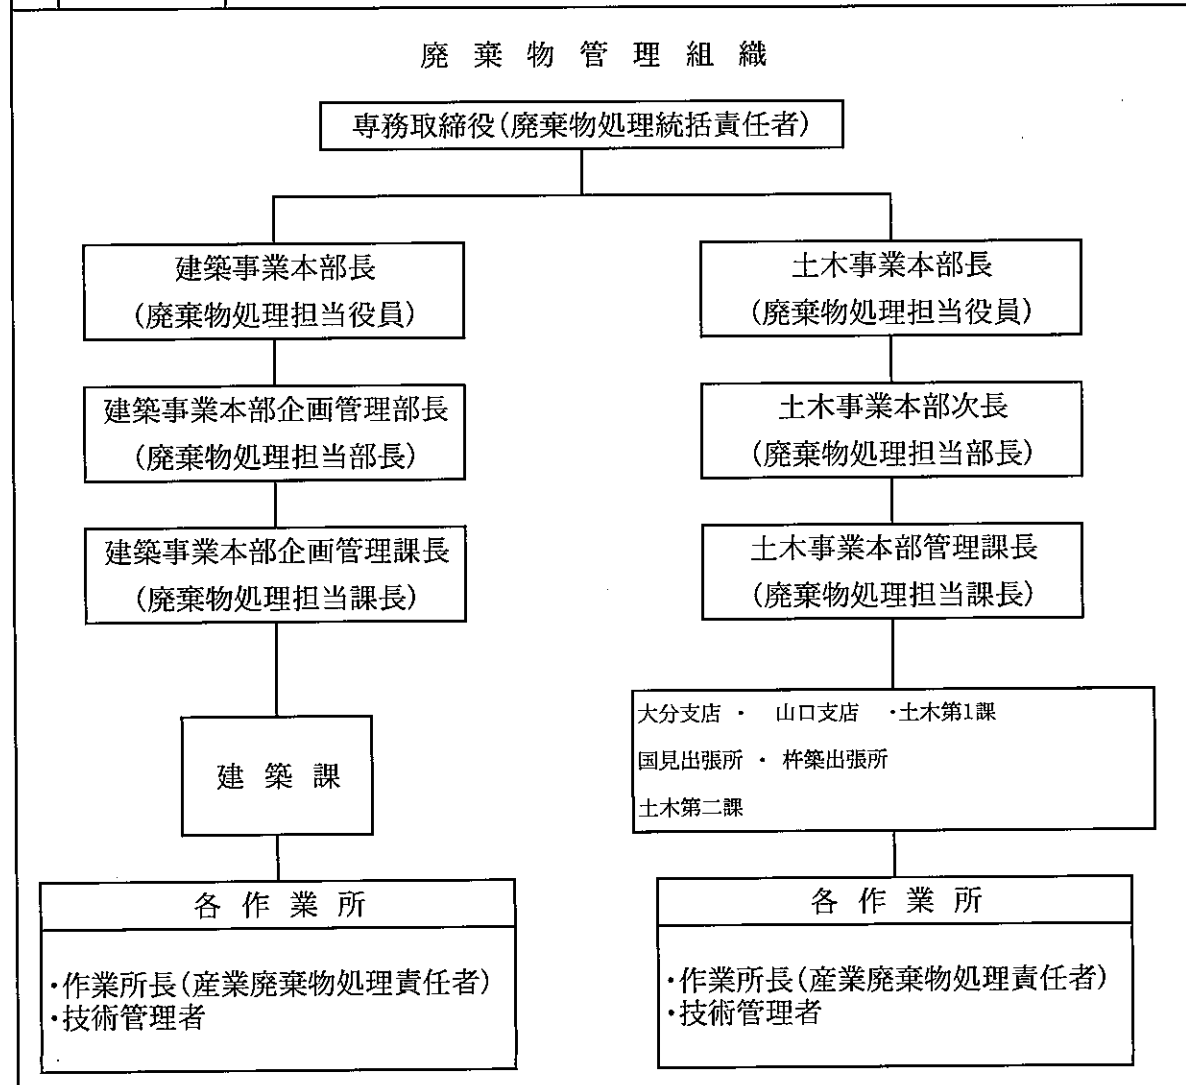 廃棄物管理組織
専務取締役(廃棄物処理統括責任者)
建築事業本部長
(廃棄物処理担当役員)
建築事業本部企画管理部長
(廃棄物処理担当部長)
建築事業本部企画管理課長
(廃棄物処理担当課長)
建築課
各作業所
・作業所長(産業廃棄物処理責任者)
・技術管理者
土木事業本部長
(廃棄物処理担当役員)
土木事業本部次長
(廃棄物処理担当部長)
土木事業本部管理課長
(廃棄物処理担当課長)
大分支店 ・ 山口支店 ・土木第1課
国見出張所 ・ 杵築出張所
土木第二課
各作業所
・作業所長(産業廃棄物処理責任者)
・技術管理者